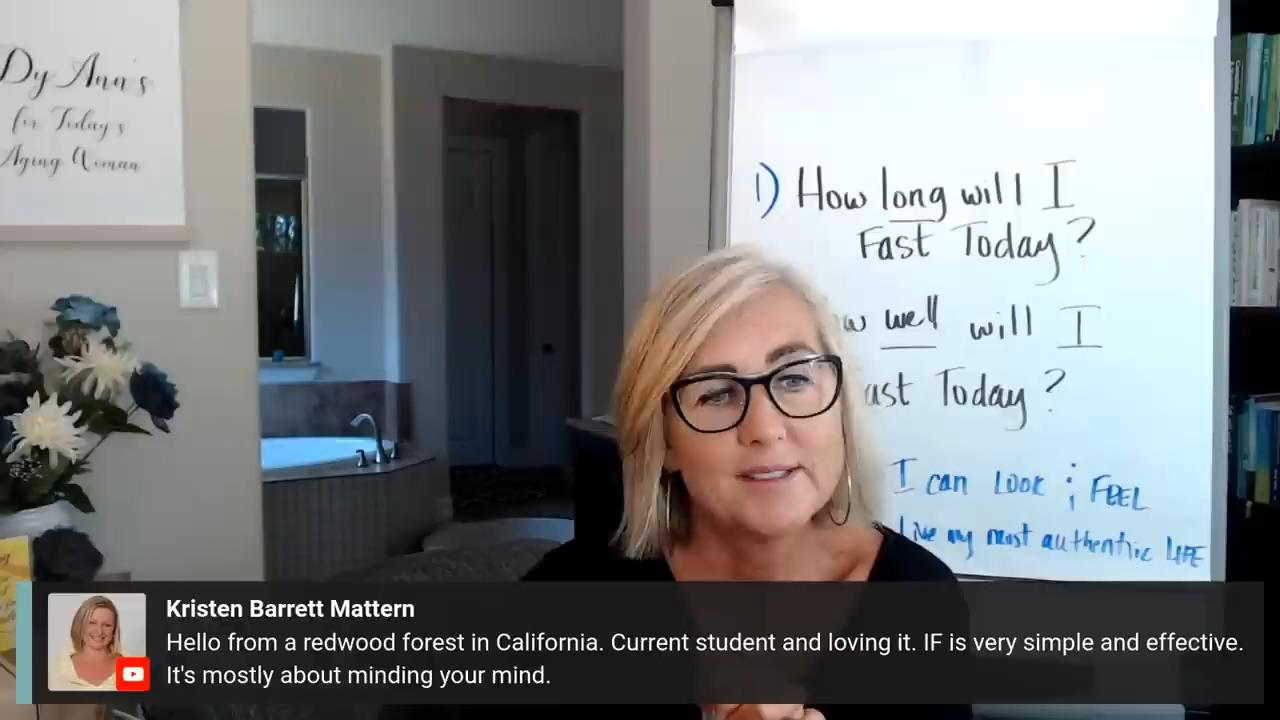 Dy Ann's
for Today's
Aging Woman
1) How long will I
Fast Today?
well will I
Today?
I can Look ; FEEL
Live my most authentic LIFE
Kristen Barrett Mattern
Hello from a redwood forest in California. Current student and loving it. IF is very simple and effective.
It's mostly about minding your mind.